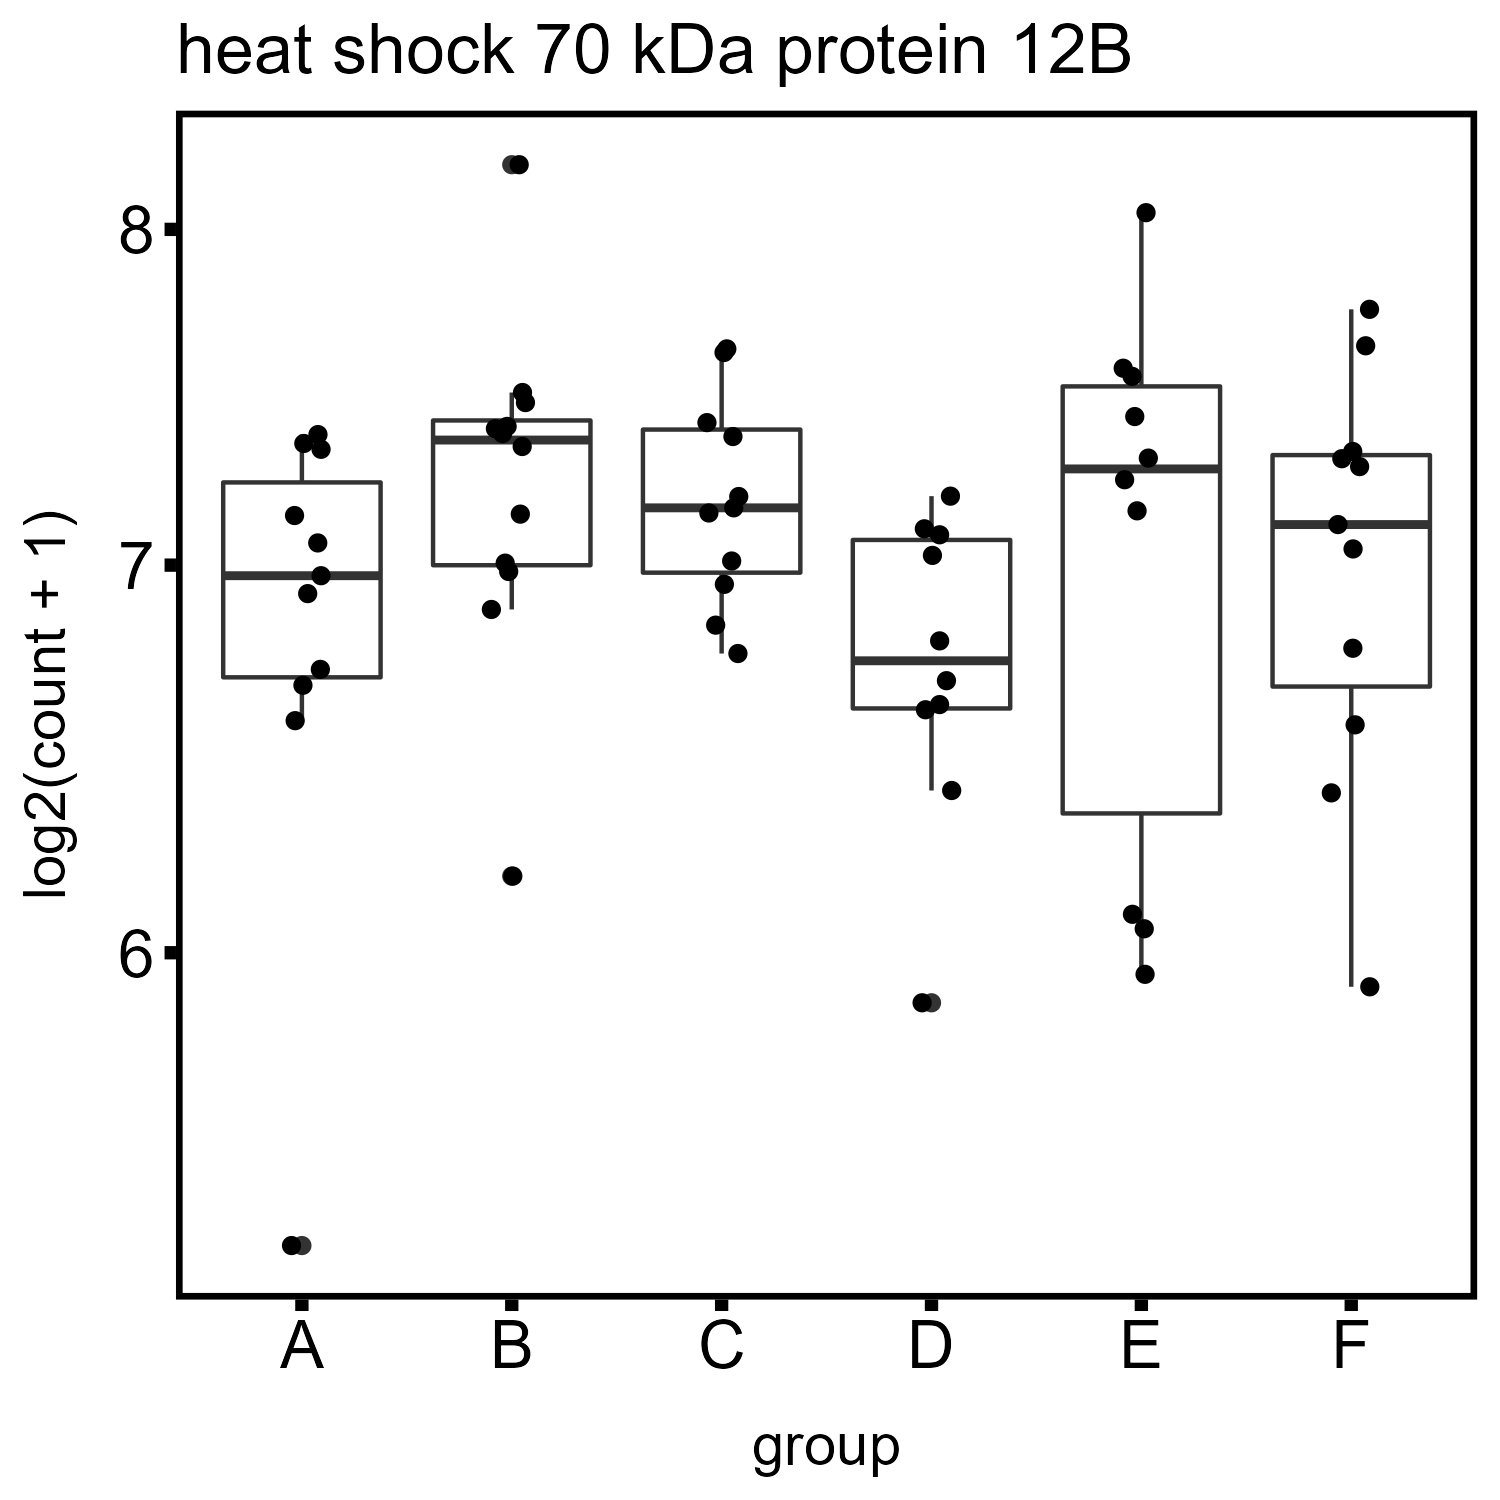 heat shock 70 kDa protein 12B
log2(count + 1)
8
7
6
A B C D E F
group